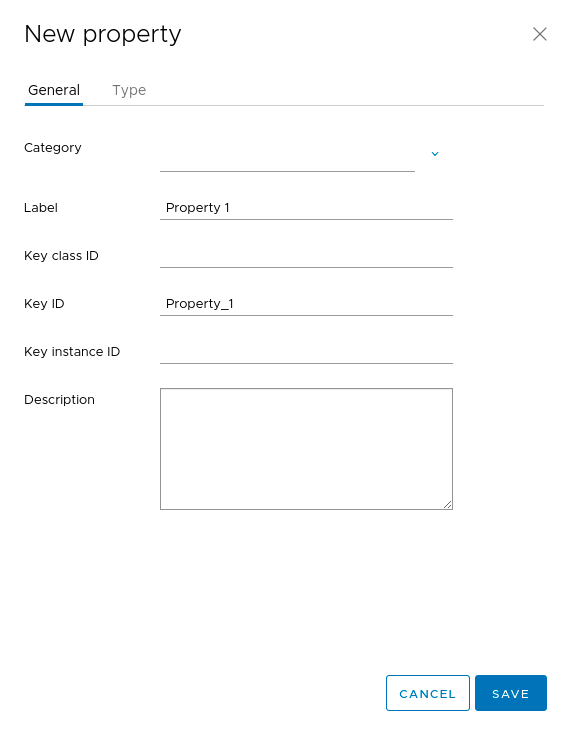 New property
General Type
Category
Label Property 1
Key class ID
Key ID Property_1
Key instance ID
Description
CANCEL SAVE